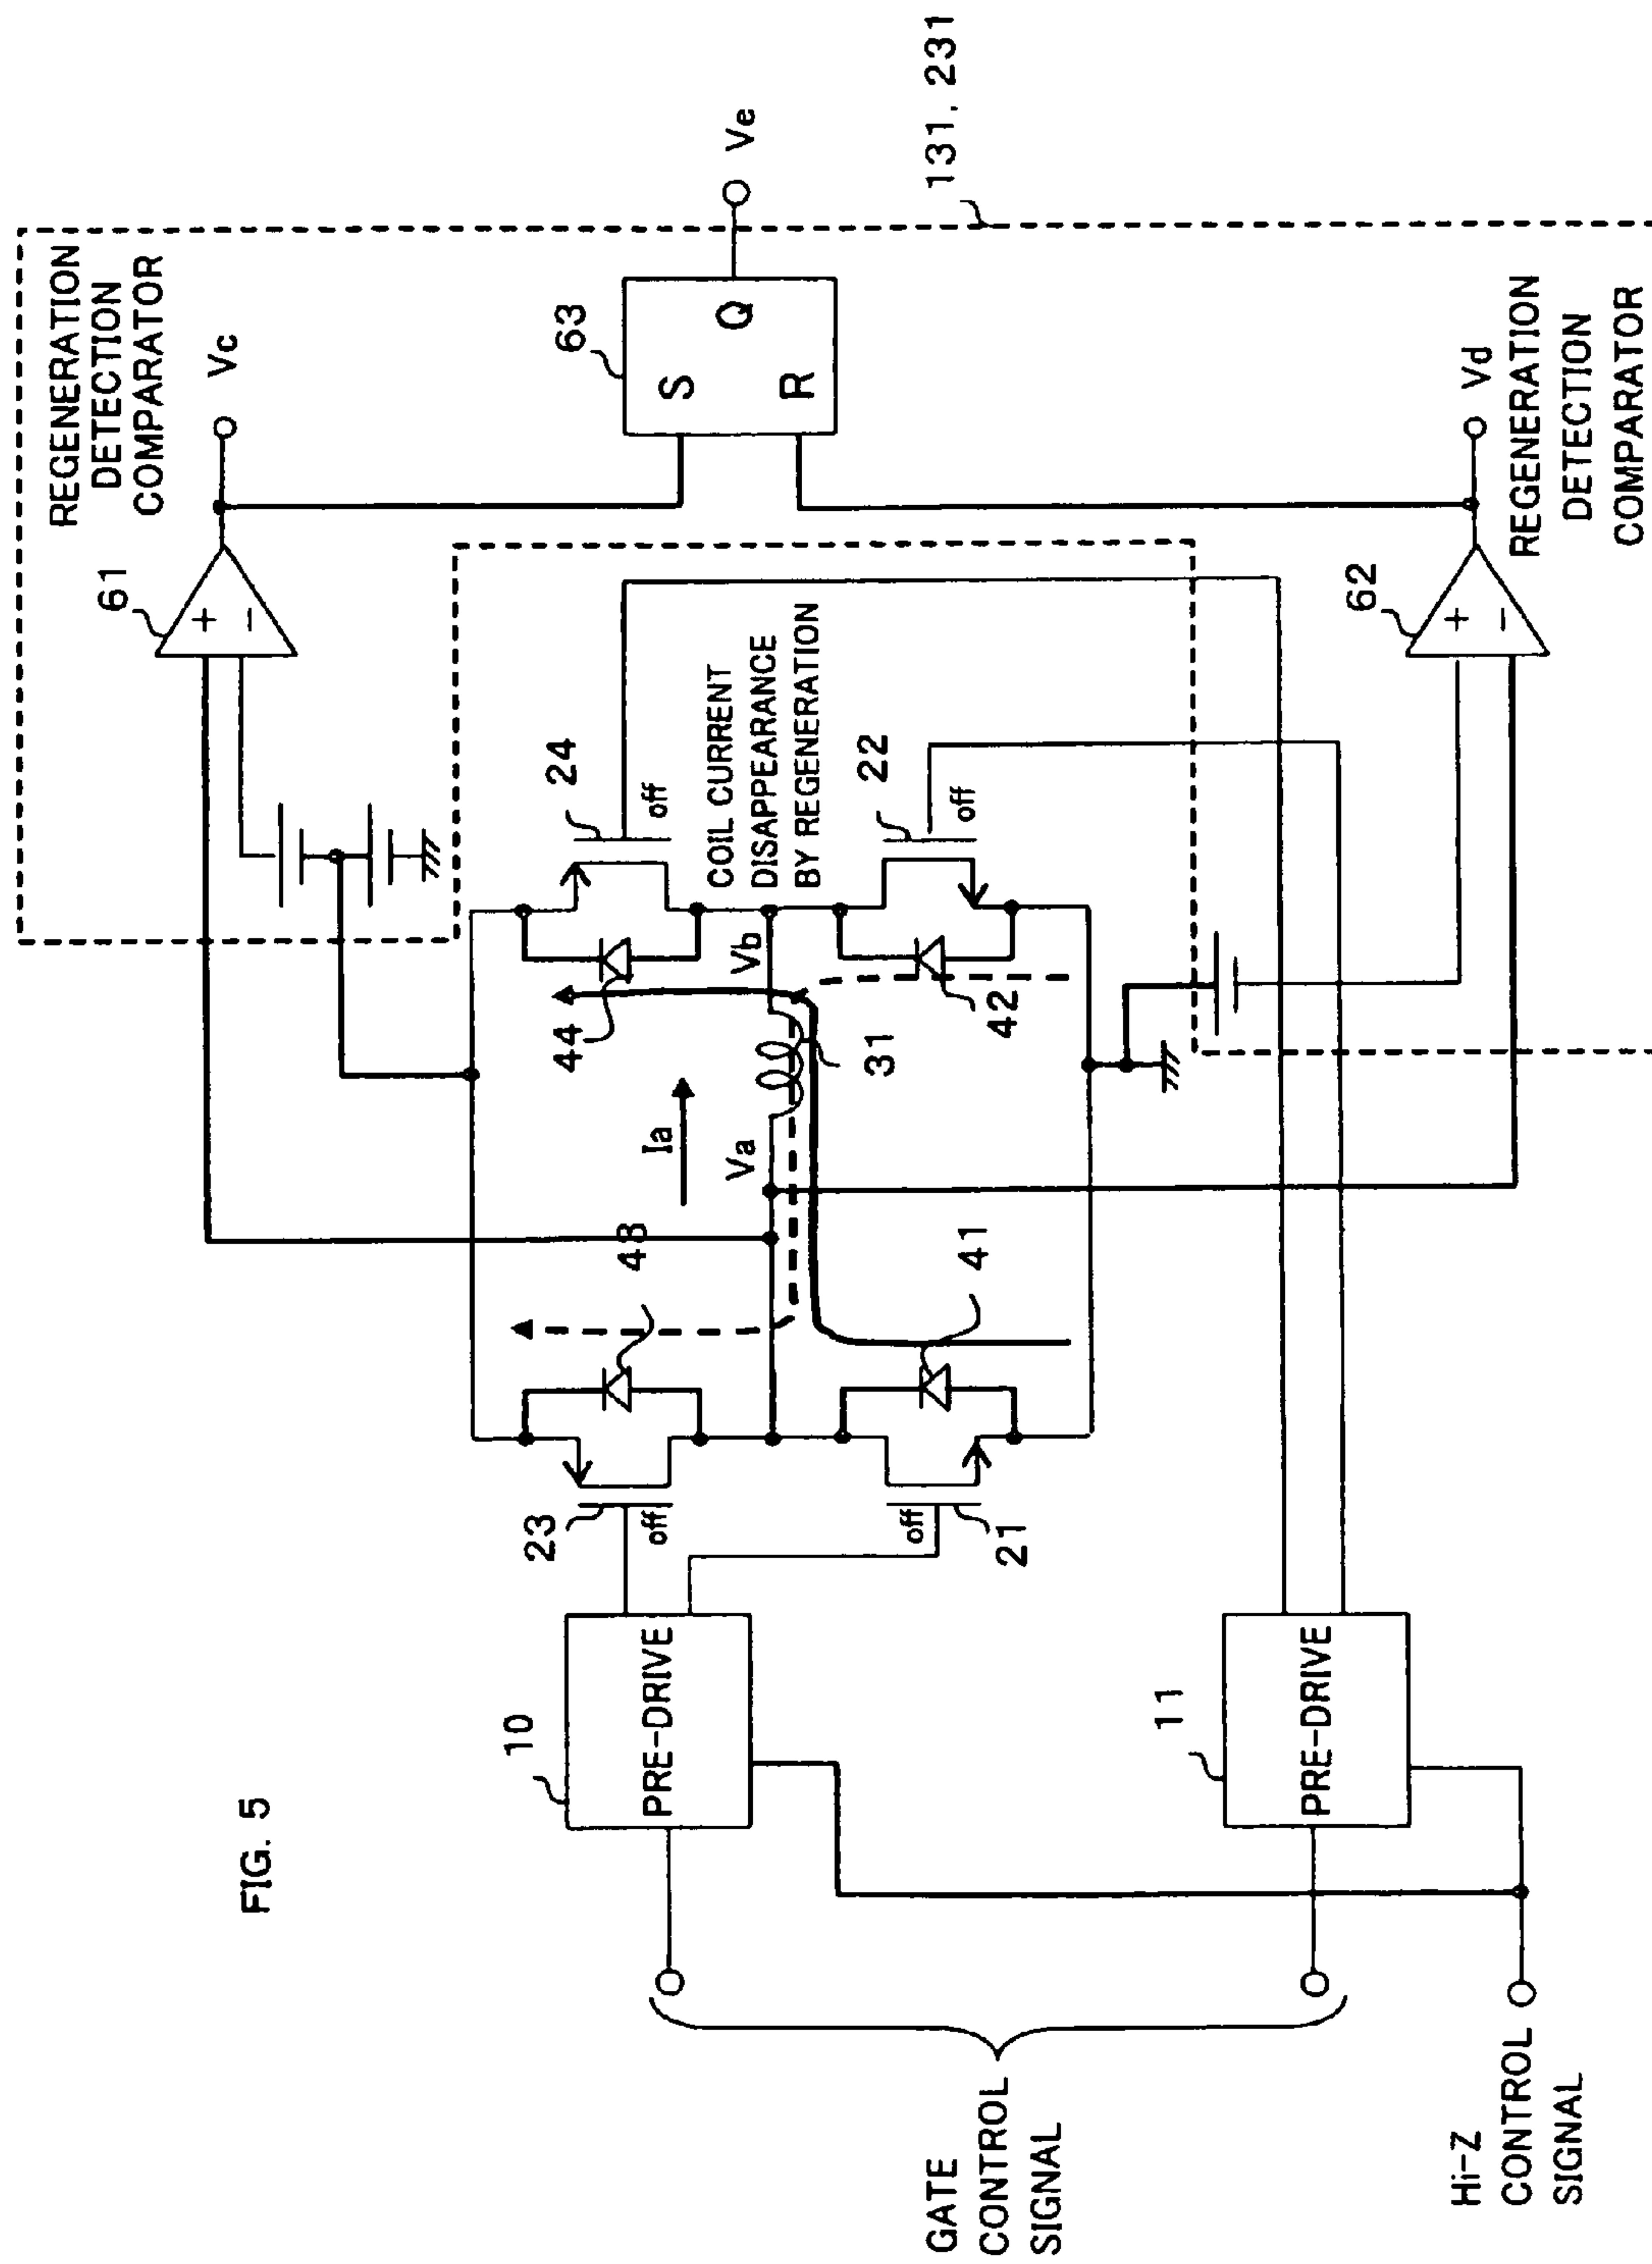 FIG. 5
REGENERATION
DETECTION
COMPARATOR
Vc
61
+
−
63
S
R
Q
Ve
131, 231
24
off
44
COIL CURRENT
DISAPPEARANCE
BY REGENERATION
22
off
42
Vb
31
Ia
Va
43
41
23
off
21
off
10
PRE-DRIVE
11
PRE-DRIVE
62
+
−
Vd
REGENERATION
DETECTION
COMPARATOR
GATE
CONTROL
SIGNAL
Hi-Z
CONTROL
SIGNAL